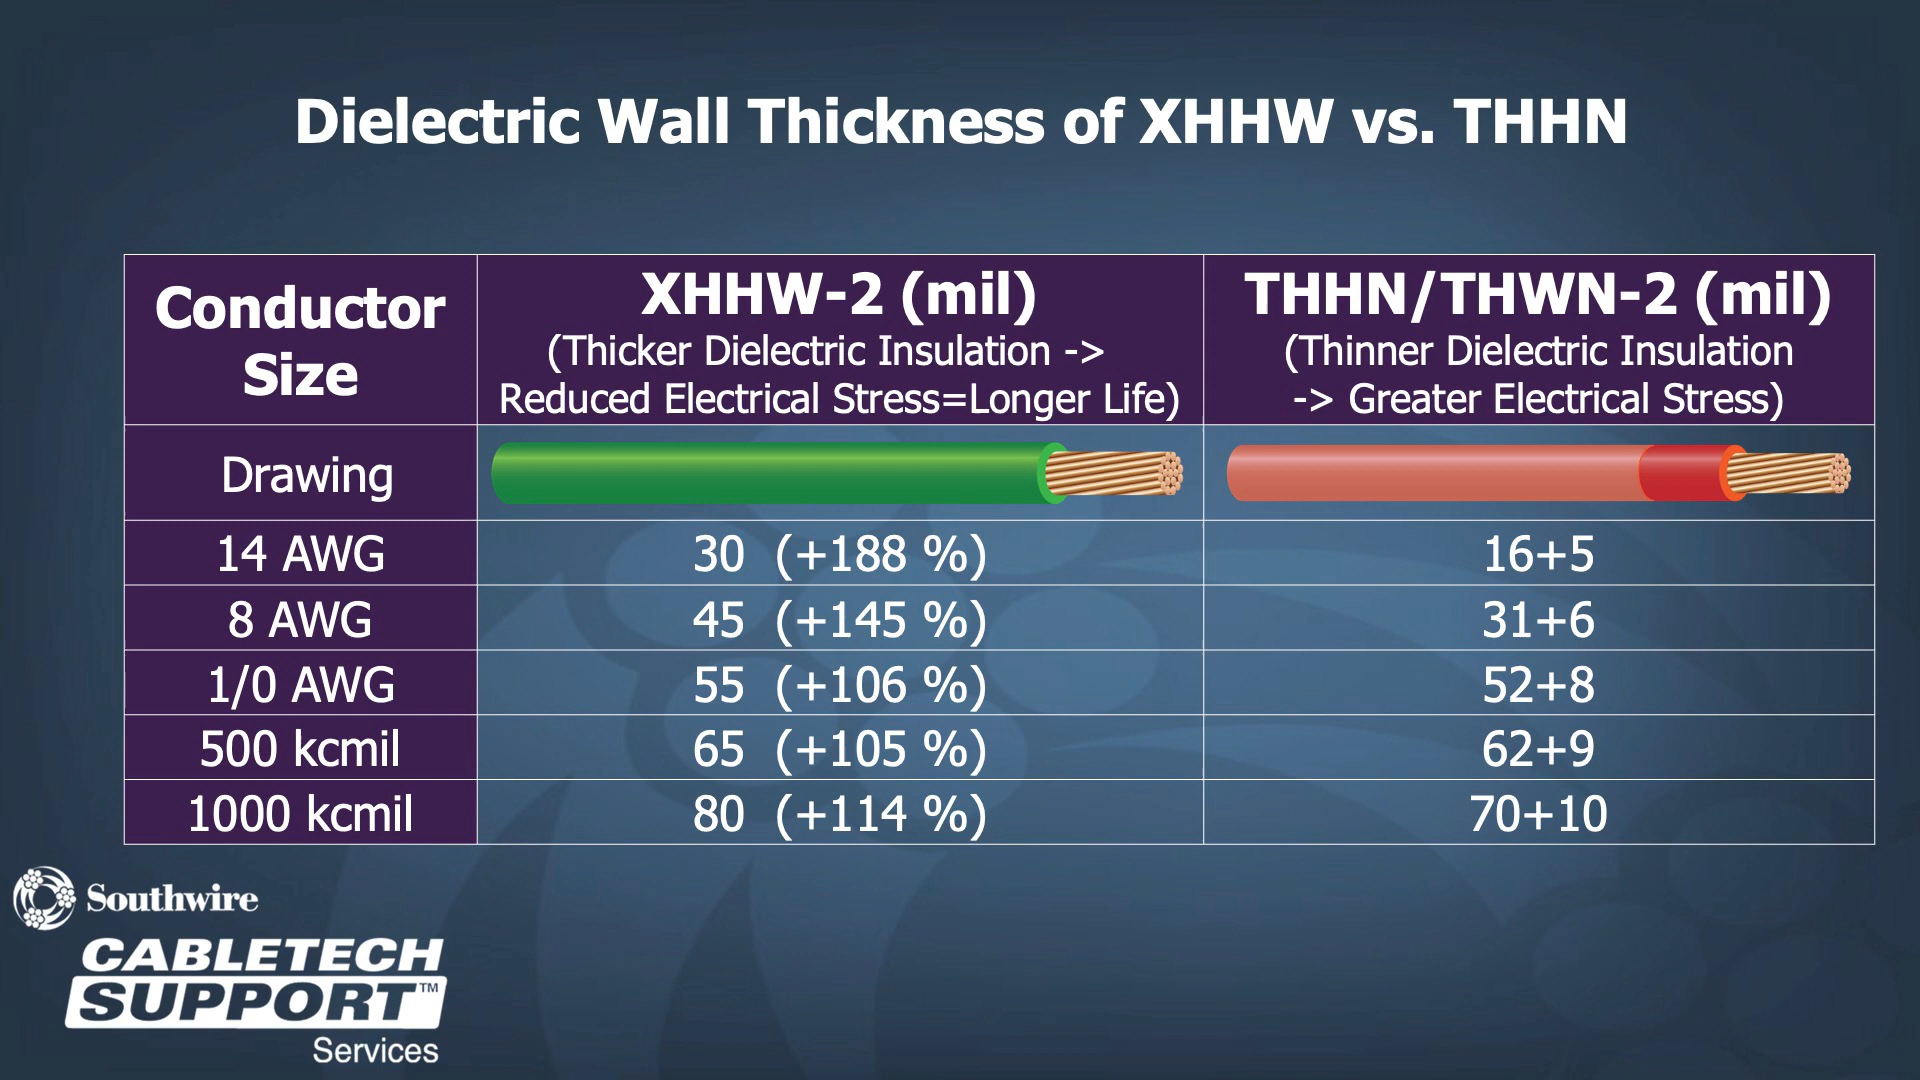 Dielectric Wall Thickness of XHHW vs. THHN
Conductor Size
XHHW-2 (mil)
(Thicker Dielectric Insulation ->
Reduced Electrical Stress=Longer Life)
THHN/THWN-2 (mil)
(Thinner Dielectric Insulation
-> Greater Electrical Stress)
Drawing
14 AWG 30 (+188 %) 16+5
8 AWG 45 (+145 %) 31+6
1/0 AWG 55 (+106 %) 52+8
500 kcmil 65 (+105 %) 62+9
1000 kcmil 80 (+114 %) 70+10
Southwire
CABLETECH
SUPPORT™
Services